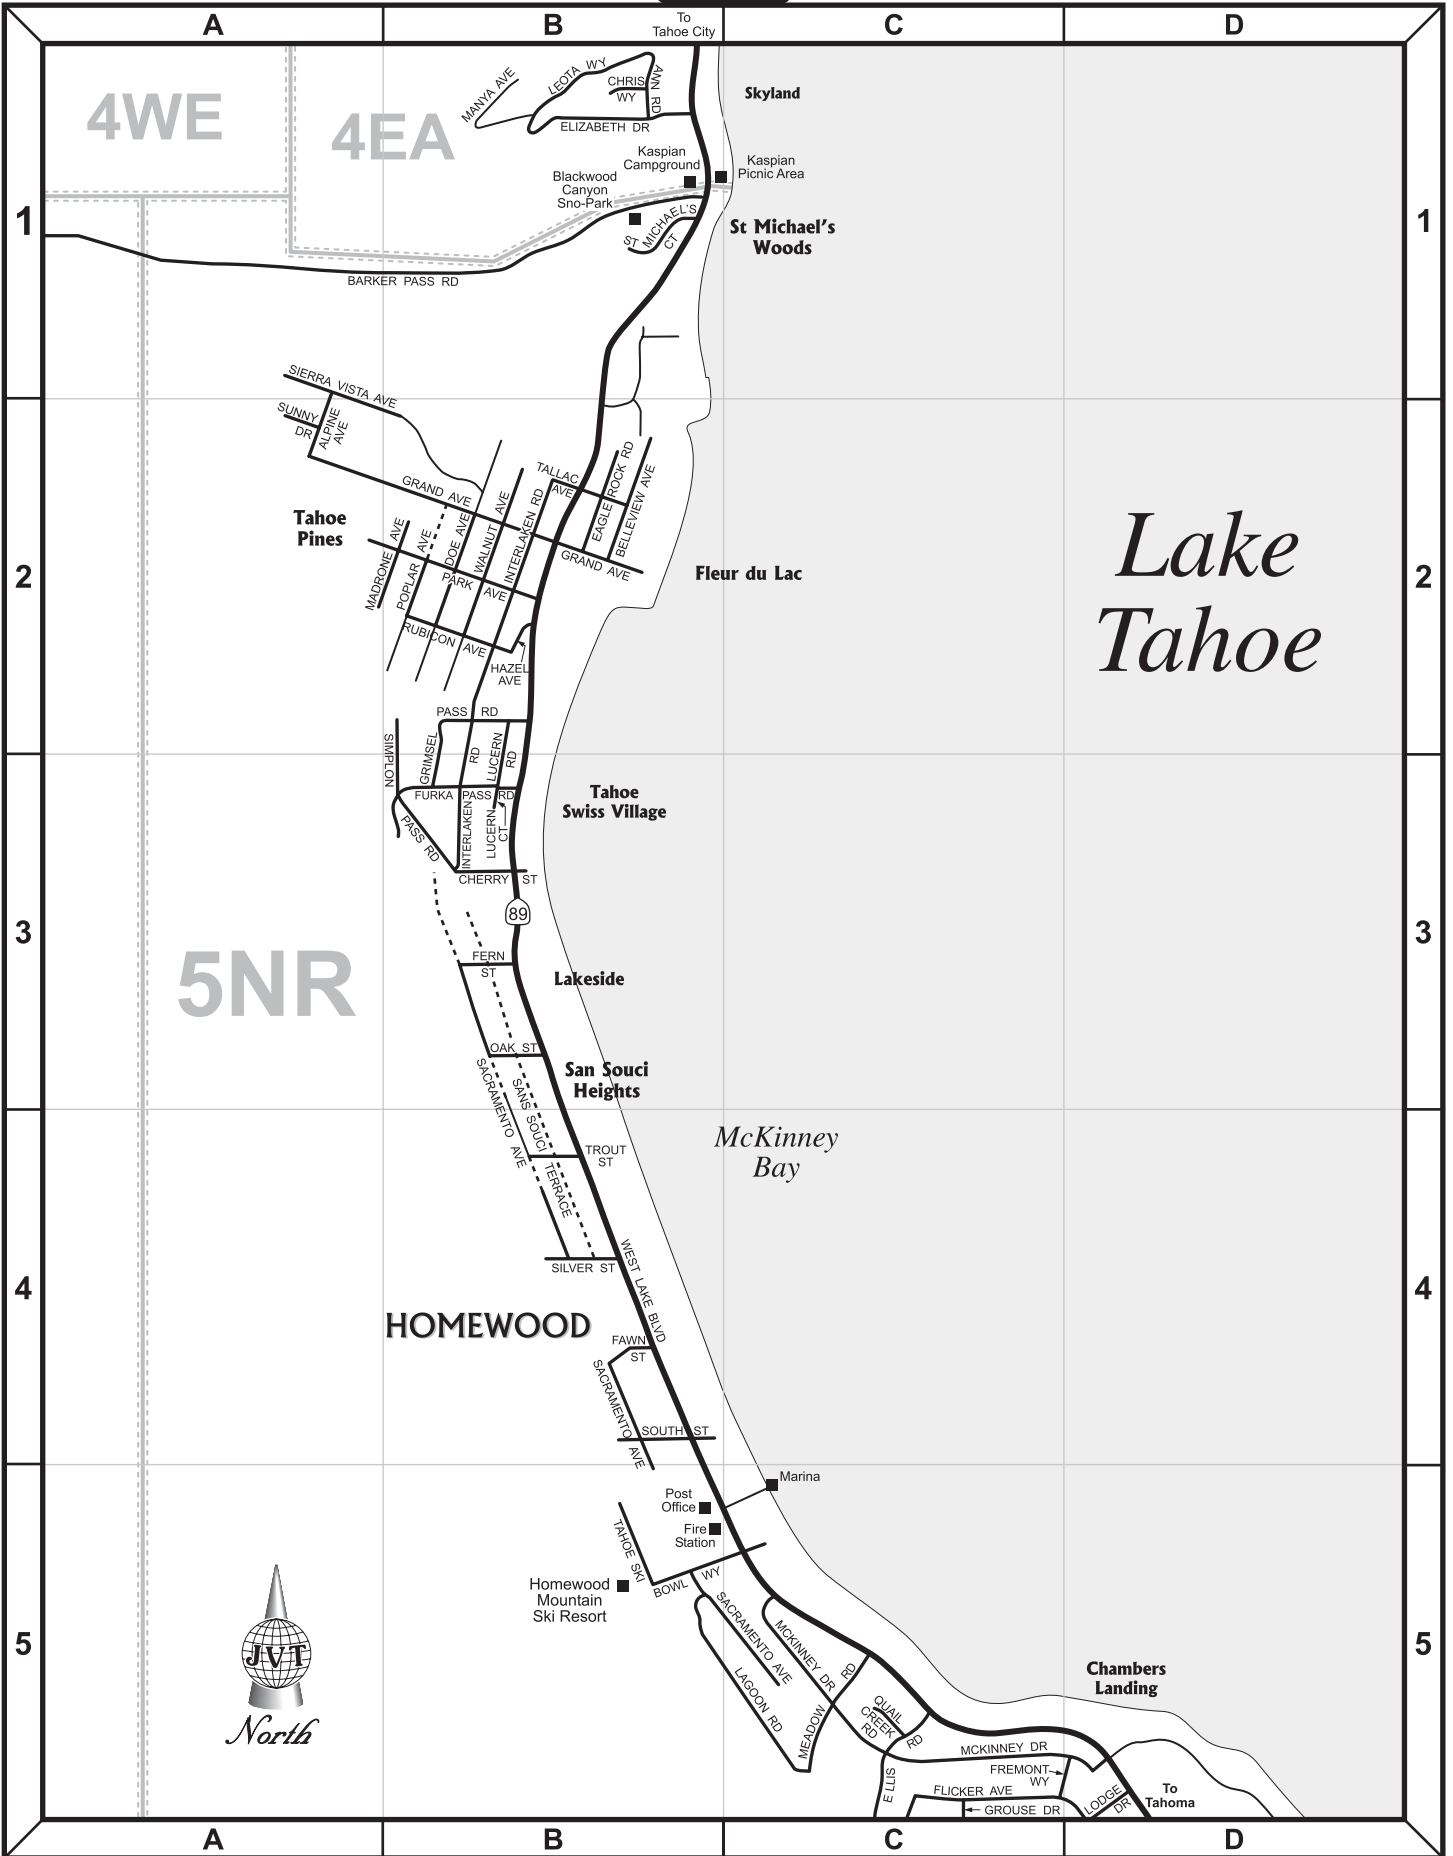 A
B
To
Tahoe City
C
D
4WE
4EA
MANYA AVE
LEOTA WY
CHRIS
WY
ANN RD
ELIZABETH DR
Skyland
Kaspian
Campground
Kaspian
Picnic Area
Blackwood
Canyon
Sno-Park
1
ST MICHAEL'S
CT
St Michael's
Woods
1
BARKER PASS RD
SIERRA VISTA AVE
SUNNY
DR
ALPINE
AVE
GRAND AVE
TALLAC
AVE
EAGLE ROCK RD
BELLEVIEW AVE
Tahoe
Pines
MADRONE AVE
POPLAR AVE
DOE AVE
WALNUT AVE
INTERLAKEN RD
GRAND AVE
PARK AVE
2
Fleur du Lac
Lake
Tahoe
2
RUBICON AVE
HAZEL
AVE
PASS RD
SIMPLON
GRIMSEL
RD
LUCERN
RD
FURKA PASS RD
PASS RD
INTERLAKEN
LUCERN
CT
Tahoe
Swiss Village
CHERRY ST
89
3
3
5NR
FERN
ST
Lakeside
OAK ST
SACRAMENTO AVE
SANS SOUCI TERRACE
San Souci
Heights
McKinney
Bay
TROUT
ST
SILVER ST
WEST LAKE BLVD
4
4
HOMEWOOD
FAWN
ST
SACRAMENTO AVE
SOUTH ST
Marina
Post
Office
Fire
Station
TAHOE SKI
BOWL WY
Homewood
Mountain
Ski Resort
5
5
SACRAMENTO AVE
MCKINNEY DR
LAGOON RD
MEADOW RD
QUAIL
CREEK
RD
RD
Chambers
Landing
JVT
North
MCKINNEY DR
FREMONT
WY
ELLIS
FLICKER AVE
GROUSE DR
LODGE
DR
To
Tahoma
A
B
C
D